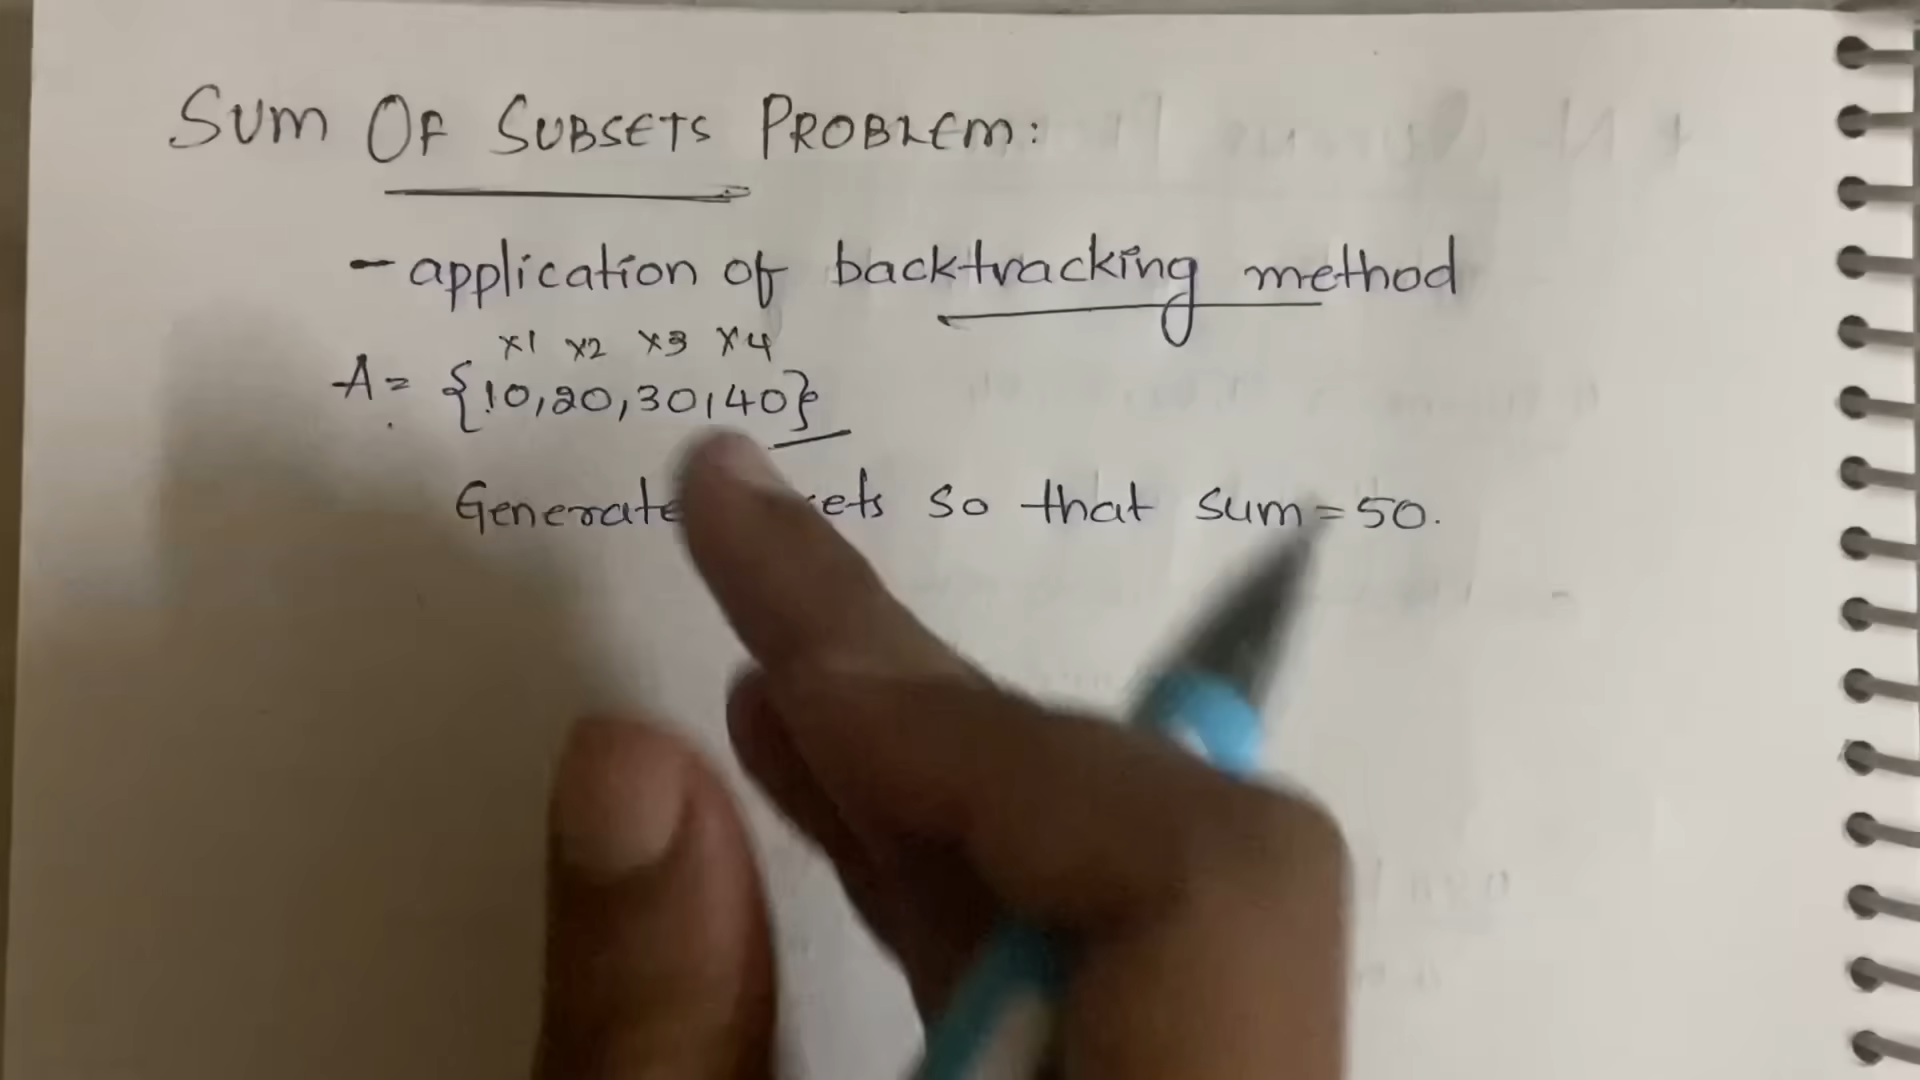 SUM OF SUBSETS PROBLEM:
- application of backtracking method
x1 x2 x3 x4
A = {10,20,30,40}
Generate sets so that sum = 50.